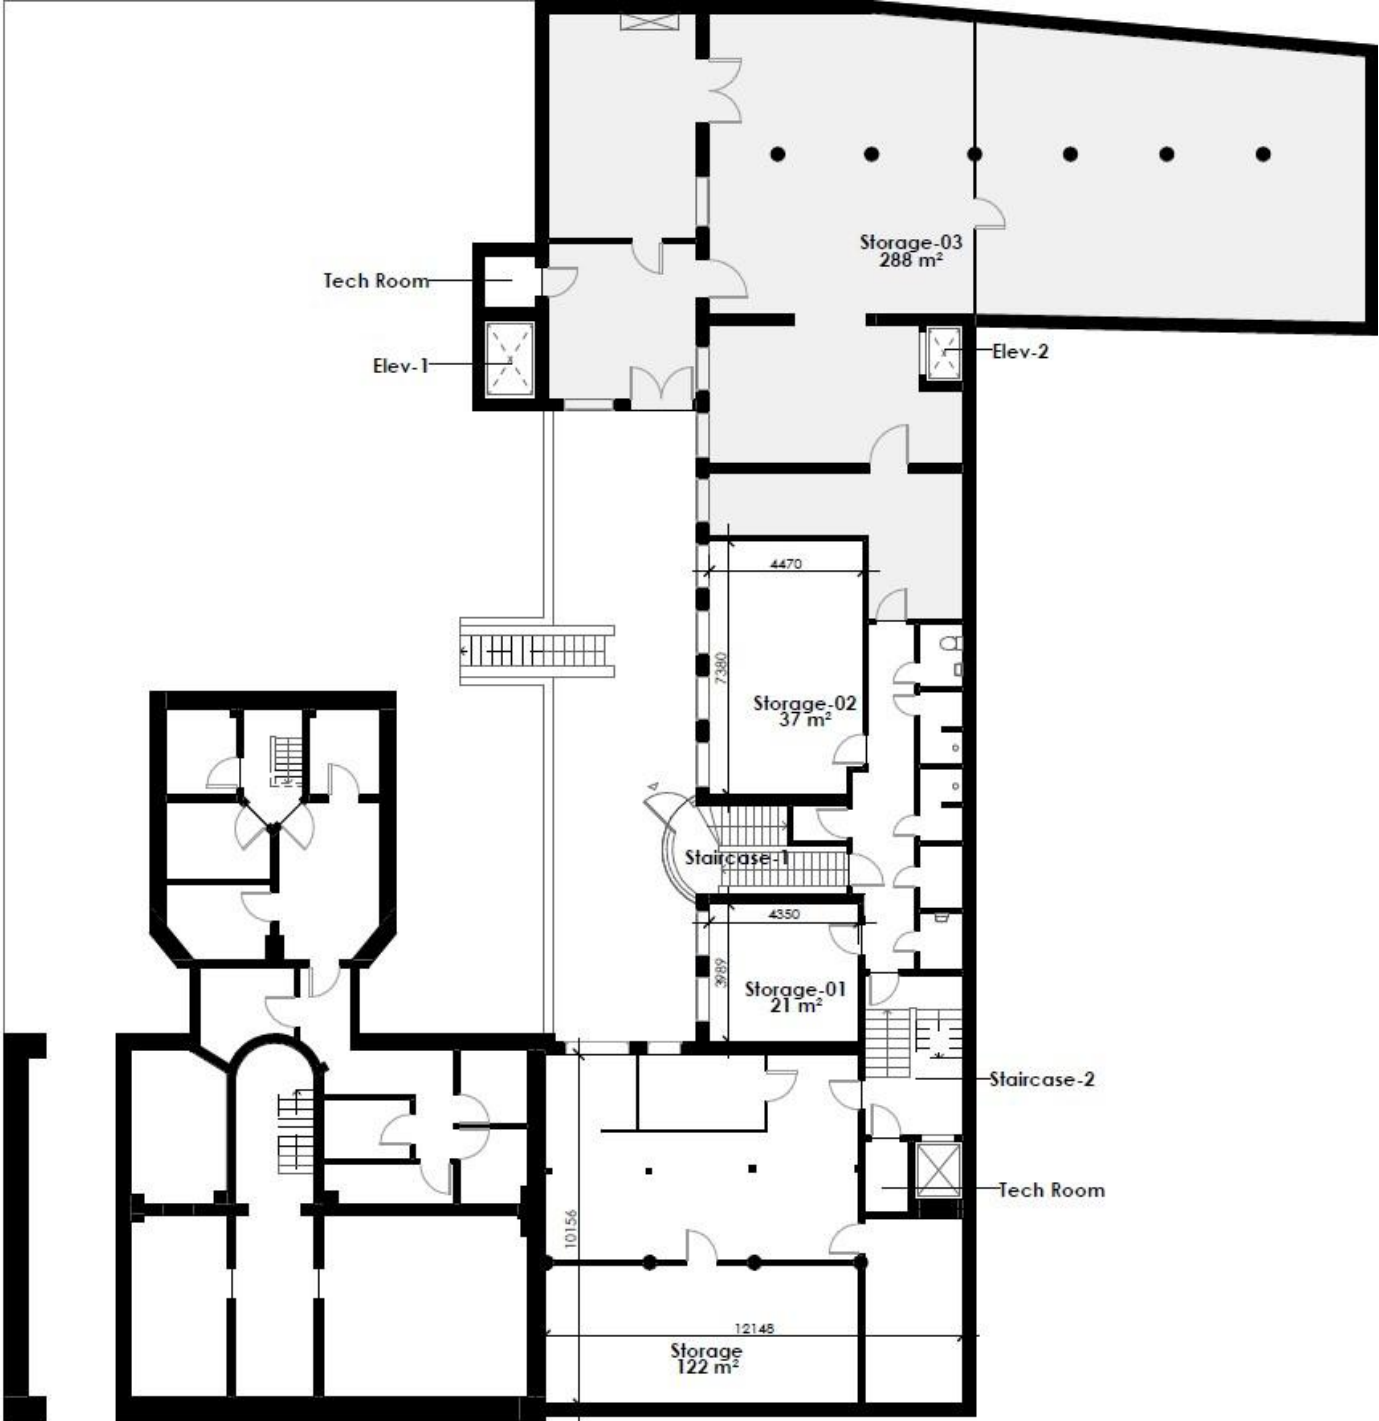 Storage-03
288 m²
Tech Room
Elev-1
Elev-2
4470
7380
Storage-02
37 m²
Staircase-1
4350
3989
Storage-01
21 m²
Staircase-2
Tech Room
10156
12148
Storage
122 m²